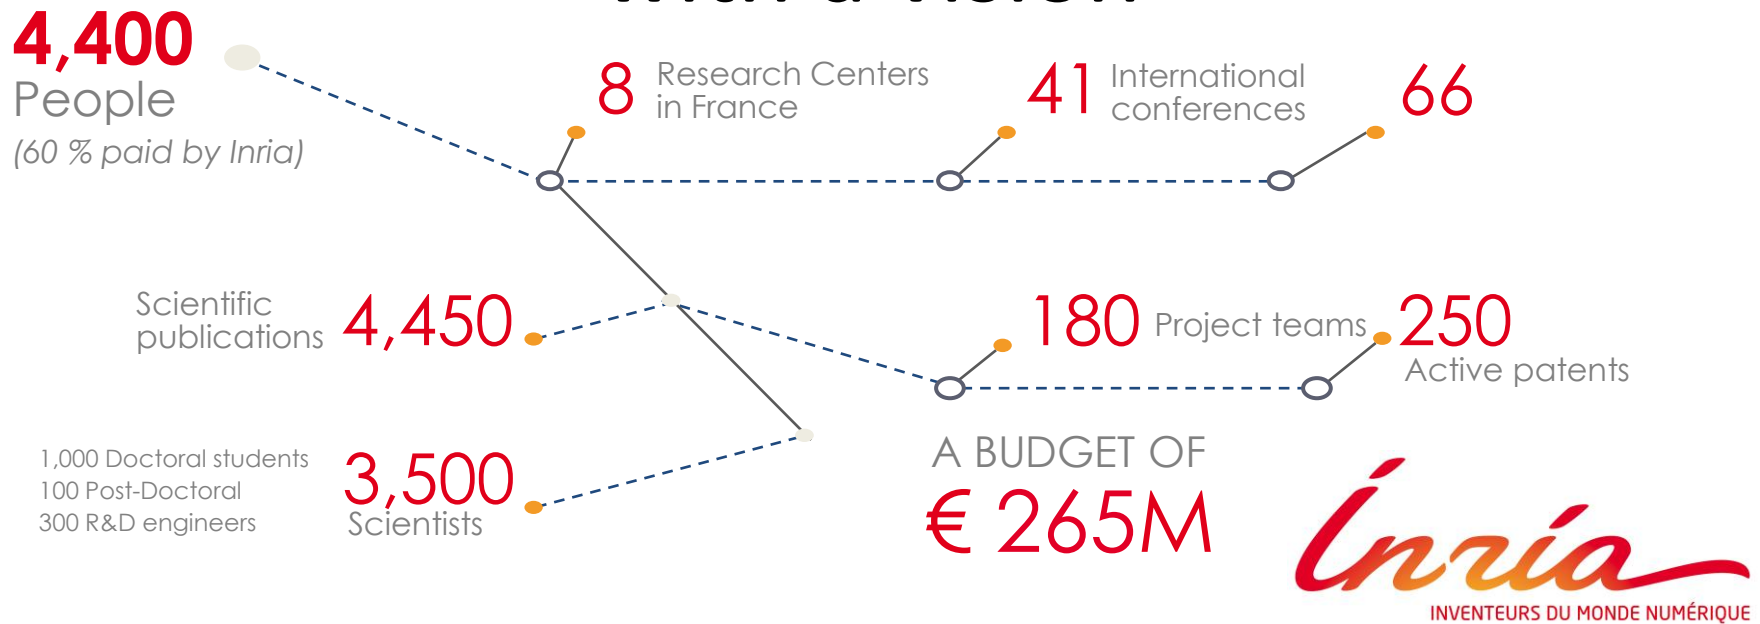 with a vision
4,400
People
(60 % paid by Inria)
8
Research Centers
in France
41
International
conferences
66
Scientific
publications
4,450
180
Project teams
250
Active patents
1,000 Doctoral students
100 Post-Doctoral
300 R&D engineers
3,500
Scientists
A BUDGET OF
€ 265M
Inria
INVENTEURS DU MONDE NUMÉRIQUE